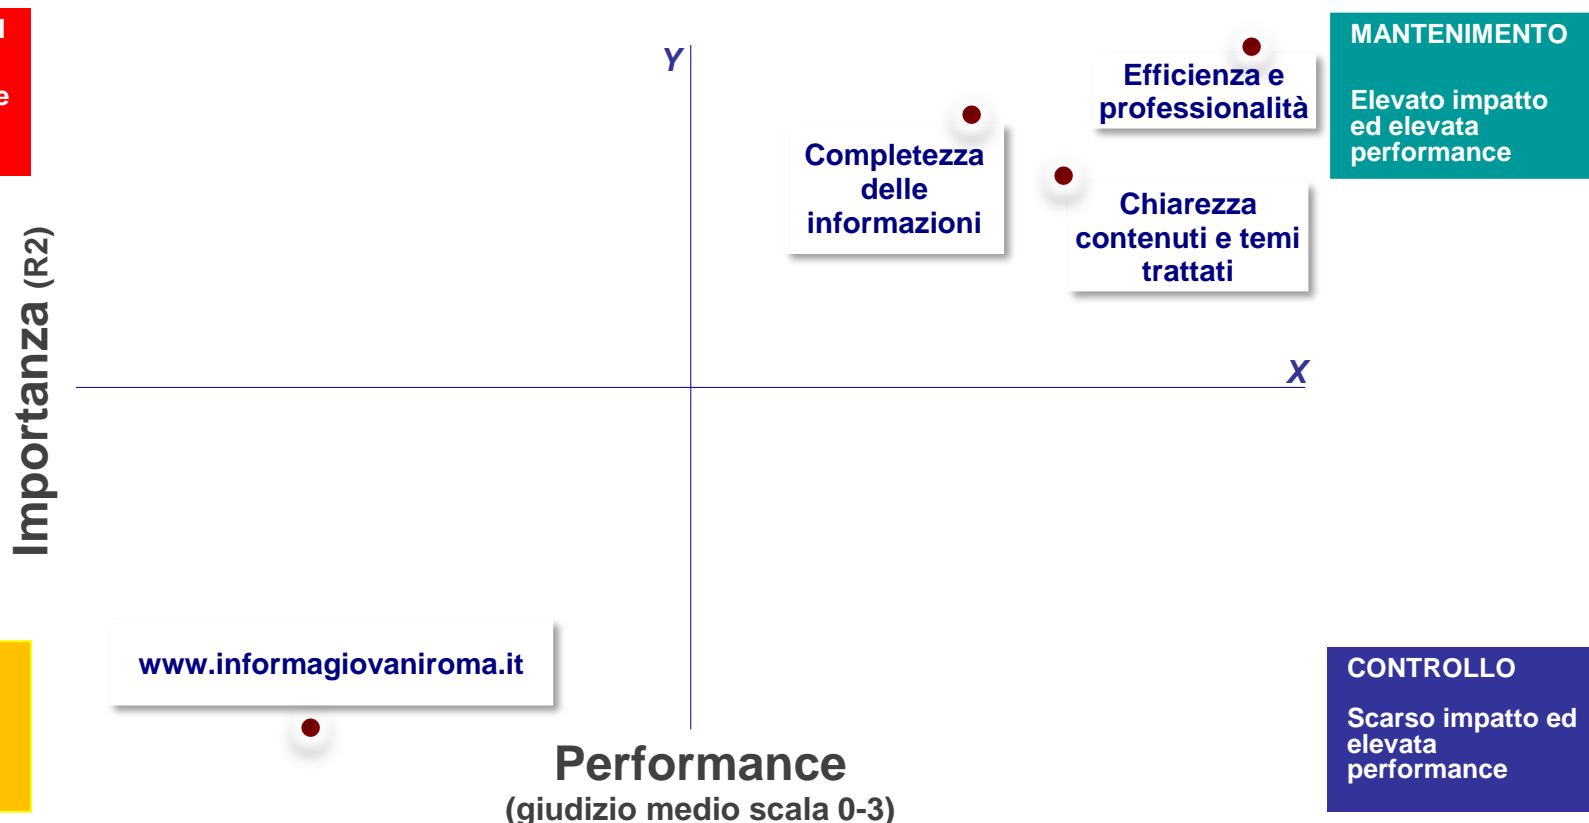 MANTENIMENTO
Elevato impatto
ed elevata
performance
Y
Efficienza e
professionalità
Completezza
delle
informazioni
Chiarezza
contenuti e temi
trattati
X
Importanza (R2)
www.informagiovaniroma.it
Performance
(giudizio medio scala 0-3)
CONTROLLO
Scarso impatto ed
elevata
performance